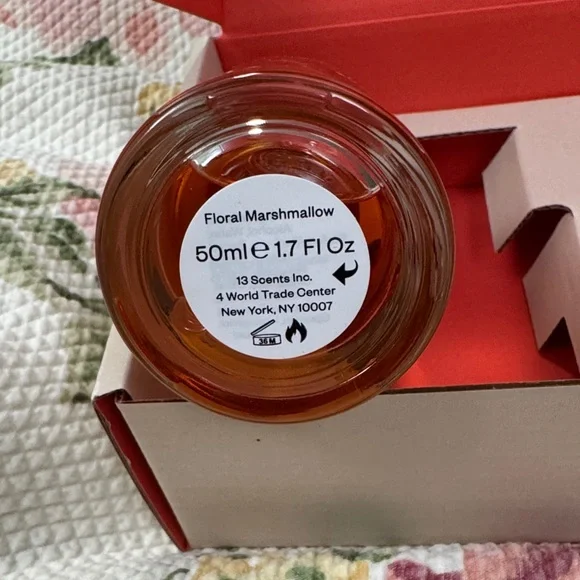 Floral Marshmallow
50ml ℮ 1.7 Fl Oz
13 Scents Inc.
4 World Trade Center
New York, NY 10007
36M